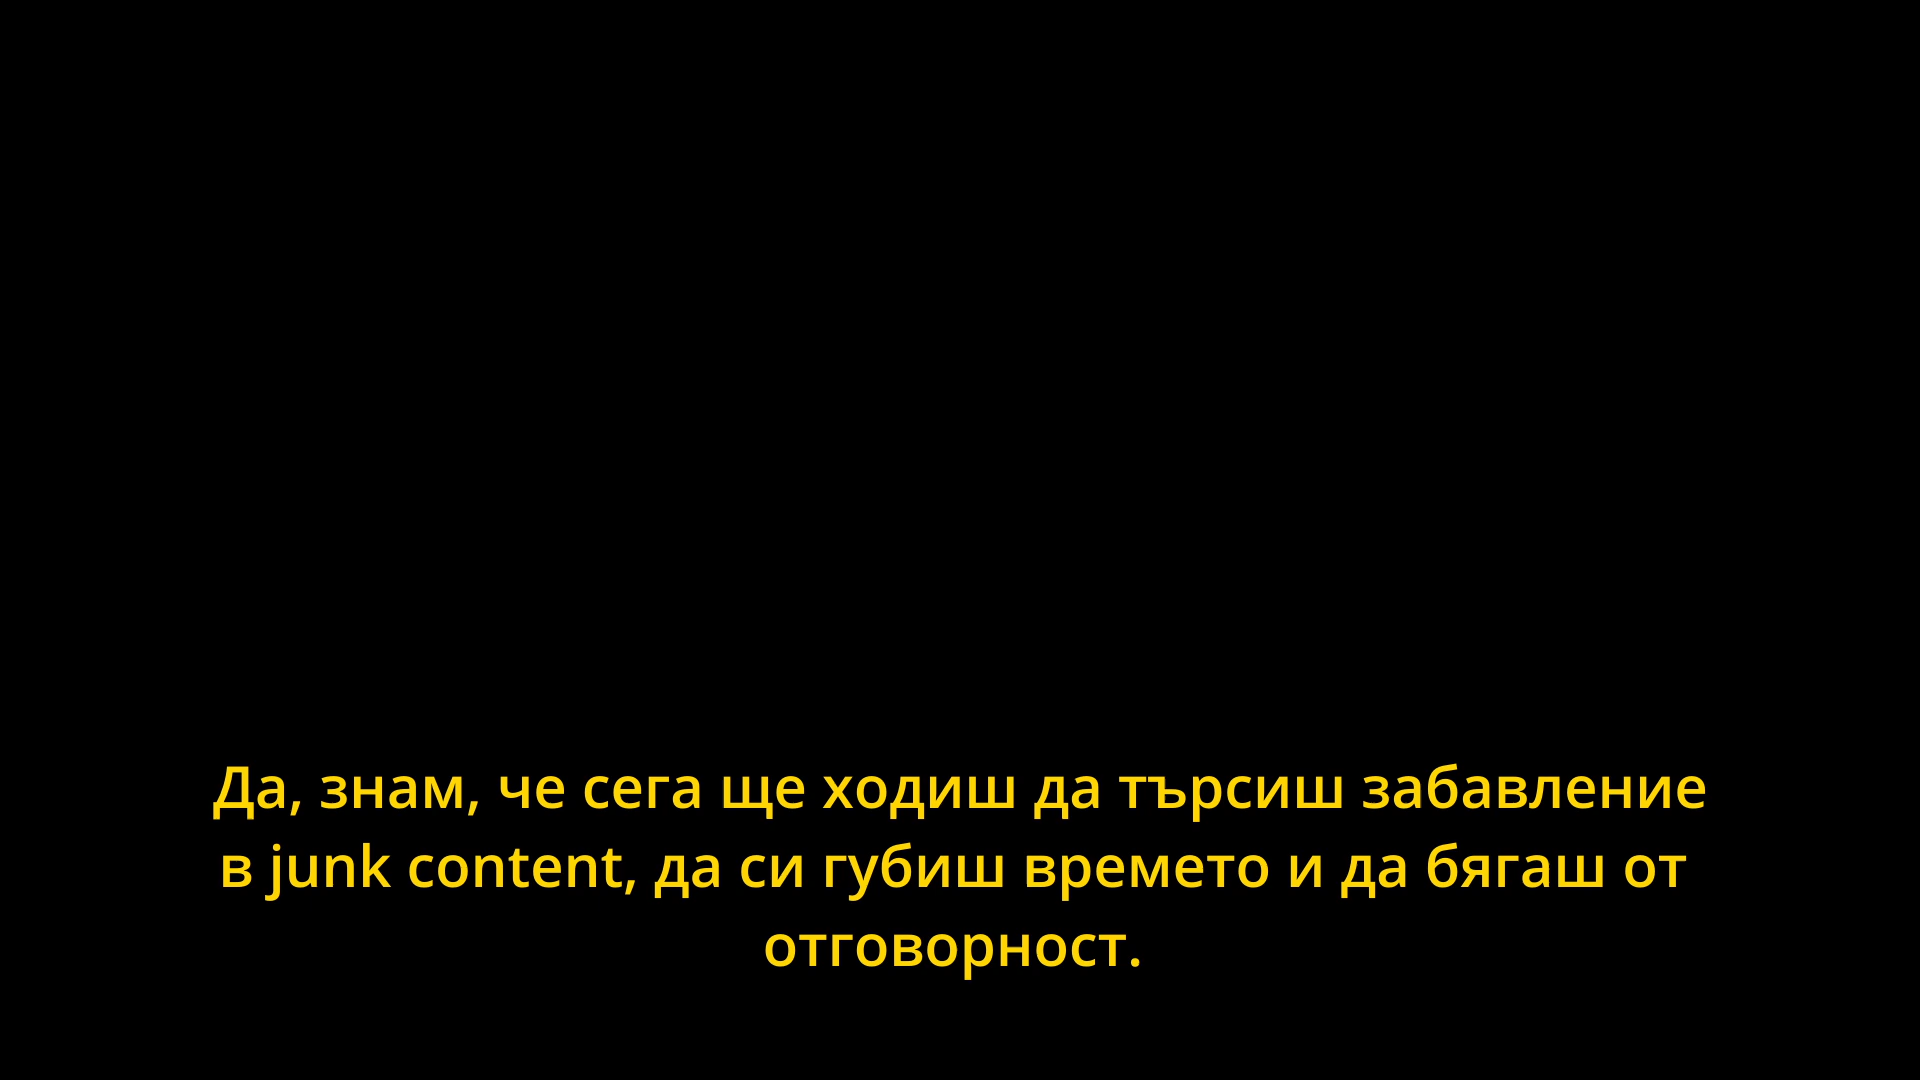 Да, знам, че сега ще ходиш да търсиш забавление
в junk content, да си губиш времето и да бягаш от
отговорност.